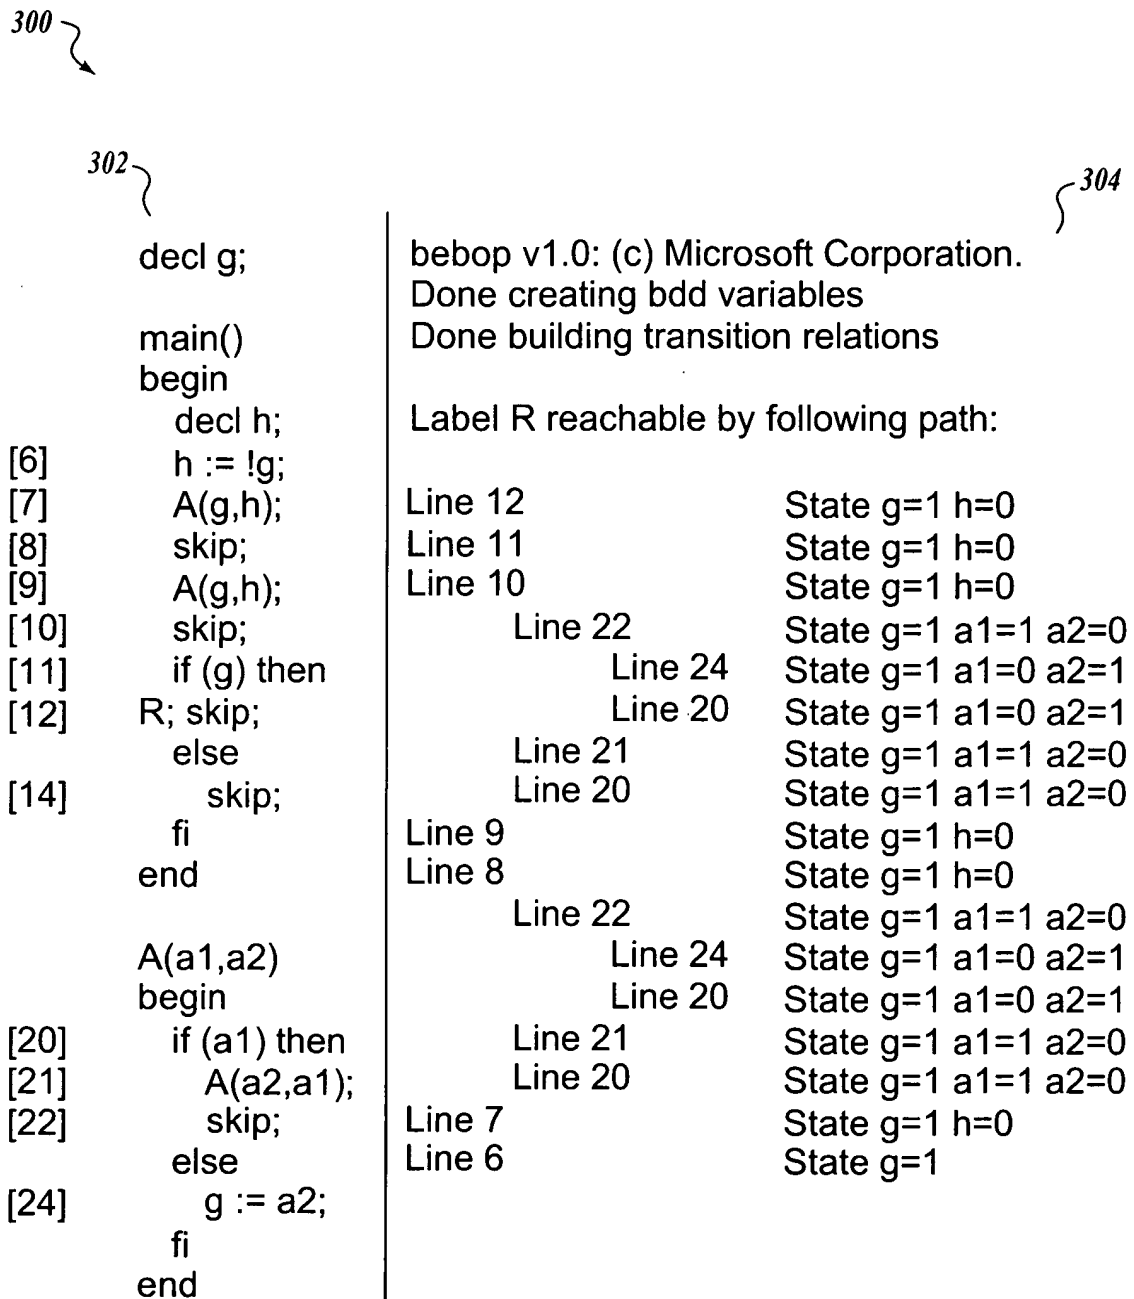 300
302
304
decl g;
main()
begin
decl h;
[6] h := !g;
[7] A(g,h);
[8] skip;
[9] A(g,h);
[10] skip;
[11] if (g) then
[12] R; skip;
else
[14] skip;
fi
end
A(a1,a2)
begin
[20] if (a1) then
[21] A(a2,a1);
[22] skip;
else
[24] g := a2;
fi
end
bebop v1.0: (c) Microsoft Corporation.
Done creating bdd variables
Done building transition relations
Label R reachable by following path:
Line 12 State g=1 h=0
Line 11 State g=1 h=0
Line 10 State g=1 h=0
Line 22 State g=1 a1=1 a2=0
Line 24 State g=1 a1=0 a2=1
Line 20 State g=1 a1=0 a2=1
Line 21 State g=1 a1=1 a2=0
Line 20 State g=1 a1=1 a2=0
Line 9 State g=1 h=0
Line 8 State g=1 h=0
Line 22 State g=1 a1=1 a2=0
Line 24 State g=1 a1=0 a2=1
Line 20 State g=1 a1=0 a2=1
Line 21 State g=1 a1=1 a2=0
Line 20 State g=1 a1=1 a2=0
Line 7 State g=1 h=0
Line 6 State g=1